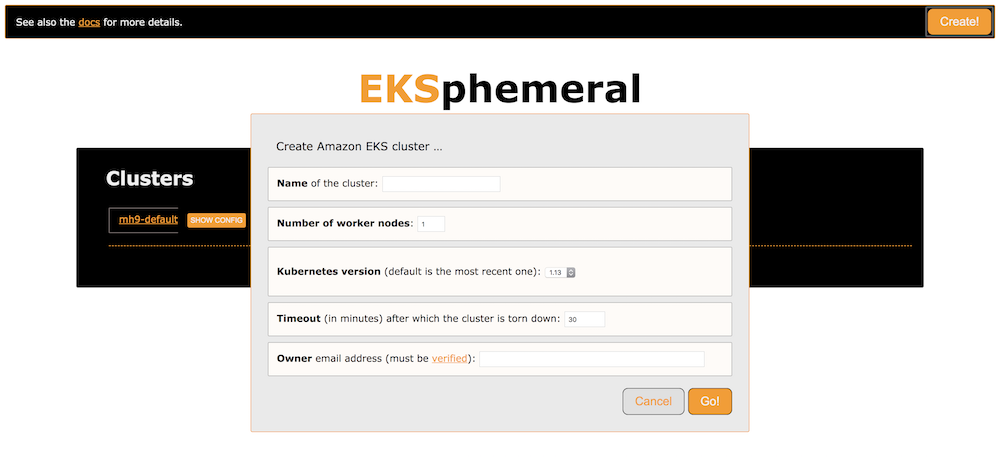 See also the docs for more details.
Create!
EKSphemeral
Create Amazon EKS cluster ...
Clusters
Name of the cluster:
mh9-default
SHOW CONFIG
Number of worker nodes: 1
Kubernetes version (default is the most recent one): 1.13
Timeout (in minutes) after which the cluster is torn down: 30
Owner email address (must be verified):
Cancel
Go!